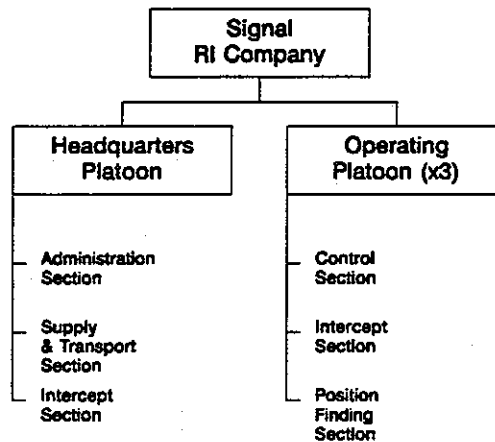 Signal
RI Company
Headquarters
Platoon
Operating
Platoon (x3)
Administration
Section
Supply
& Transport
Section
Intercept
Section
Control
Section
Intercept
Section
Position
Finding
Section